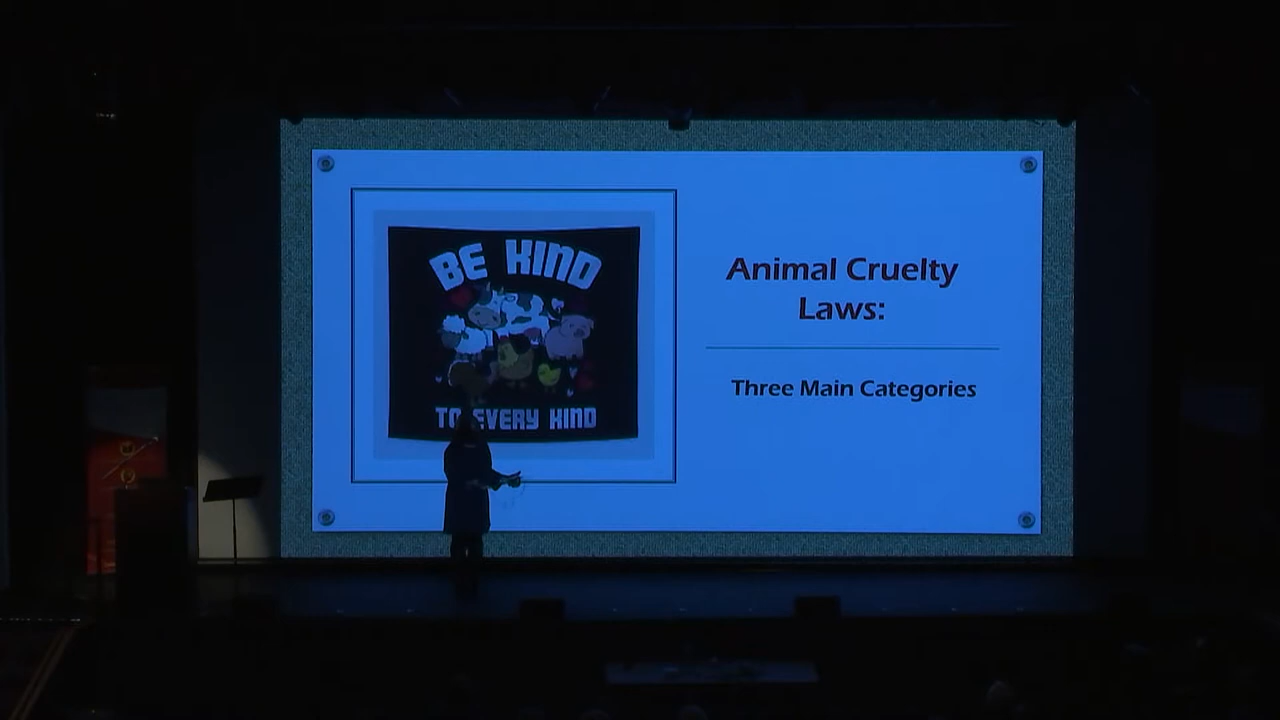 BE KIND
TO EVERY KIND
Animal Cruelty
Laws:
Three Main Categories